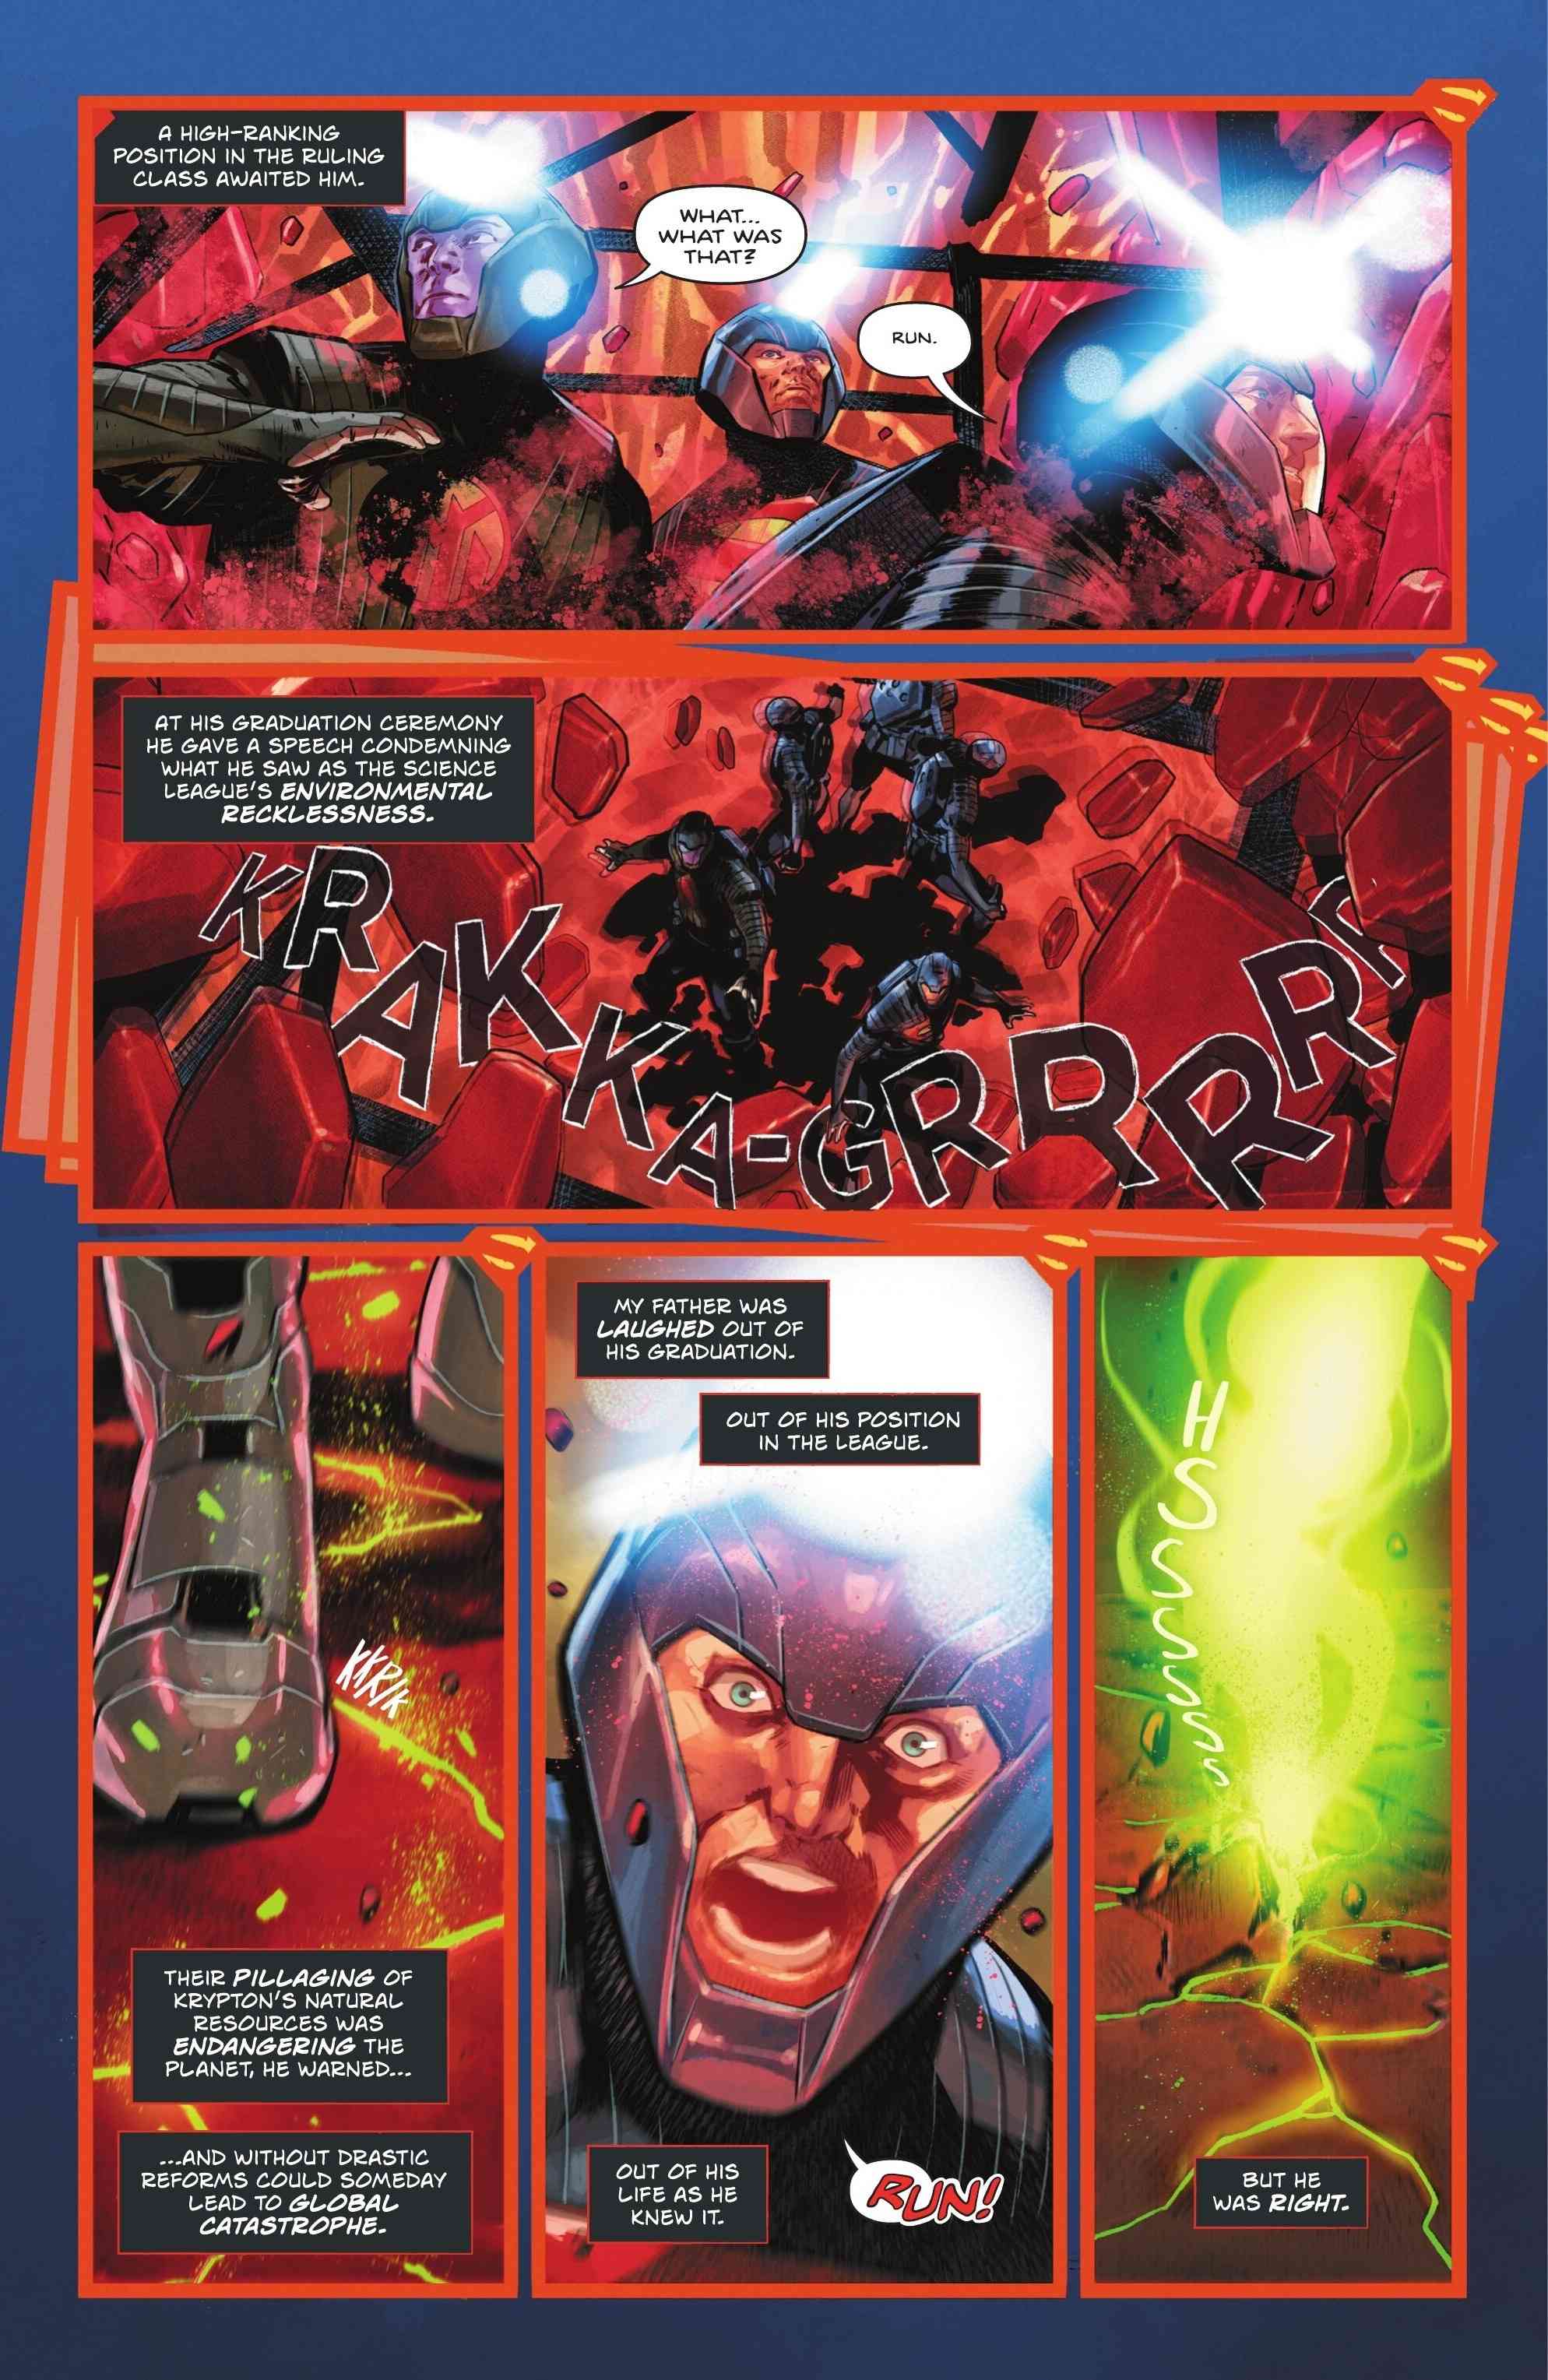 A HIGH-RANKING
POSITION IN THE RULING
CLASS AWAITED HIM.
WHAT...
WHAT WAS
THAT?
RUN.
AT HIS GRADUATION CEREMONY
HE GAVE A SPEECH CONDEMNING
WHAT HE SAW AS THE SCIENCE
LEAGUE'S ENVIRONMENTAL
RECKLESSNESS.
KRAKKA-GRRRRR
KKRIK
THEIR PILLAGING OF
KRYPTON'S NATURAL
RESOURCES WAS
ENDANGERING THE
PLANET, HE WARNED...
...AND WITHOUT DRASTIC
REFORMS COULD SOMEDAY
LEAD TO GLOBAL
CATASTROPHE.
MY FATHER WAS
LAUGHED OUT OF
HIS GRADUATION.
OUT OF HIS POSITION
IN THE LEAGUE.
OUT OF HIS
LIFE AS HE
KNEW IT.
RUN!
HSSSSSSS
BUT HE
WAS RIGHT.